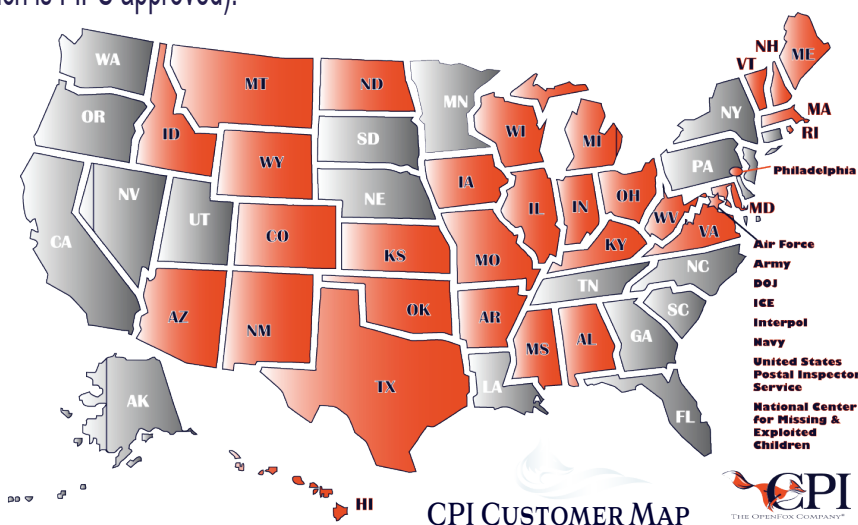 WA
MT
ND
MN
OR
ID
SD
WI
MI
NH
VT
ME
NY
MA
RI
WY
IA
PA
Philadelphia
NV
NE
UT
CO
IL
IN
OH
WV
MD
VA
CA
KS
MO
KY
Air Force
Army
DOJ
ICE
Interpol
Navy
United States
Postal Inspector
Service
National Center
for Missing &
Exploited
Children
AZ
NM
OK
AR
TN
NC
SC
TX
LA
MS
AL
GA
FL
AK
HI
CPI CUSTOMER MAP
CPI
THE OPENFOX COMPANY®